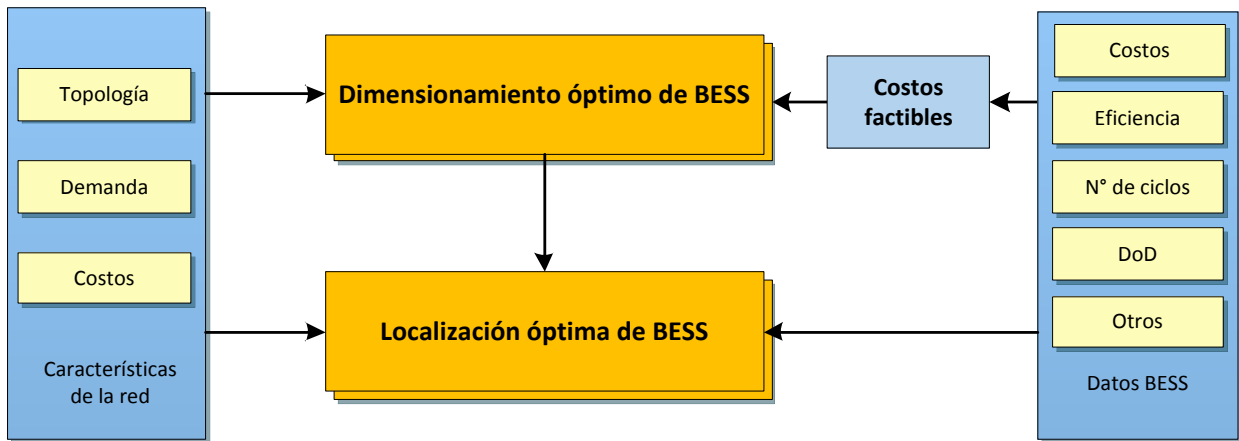 Topología
Demanda
Costos
Características
de la red
Dimensionamiento óptimo de BESS
Localización óptima de BESS
Costos
factibles
Costos
Eficiencia
N° de ciclos
DoD
Otros
Datos BESS